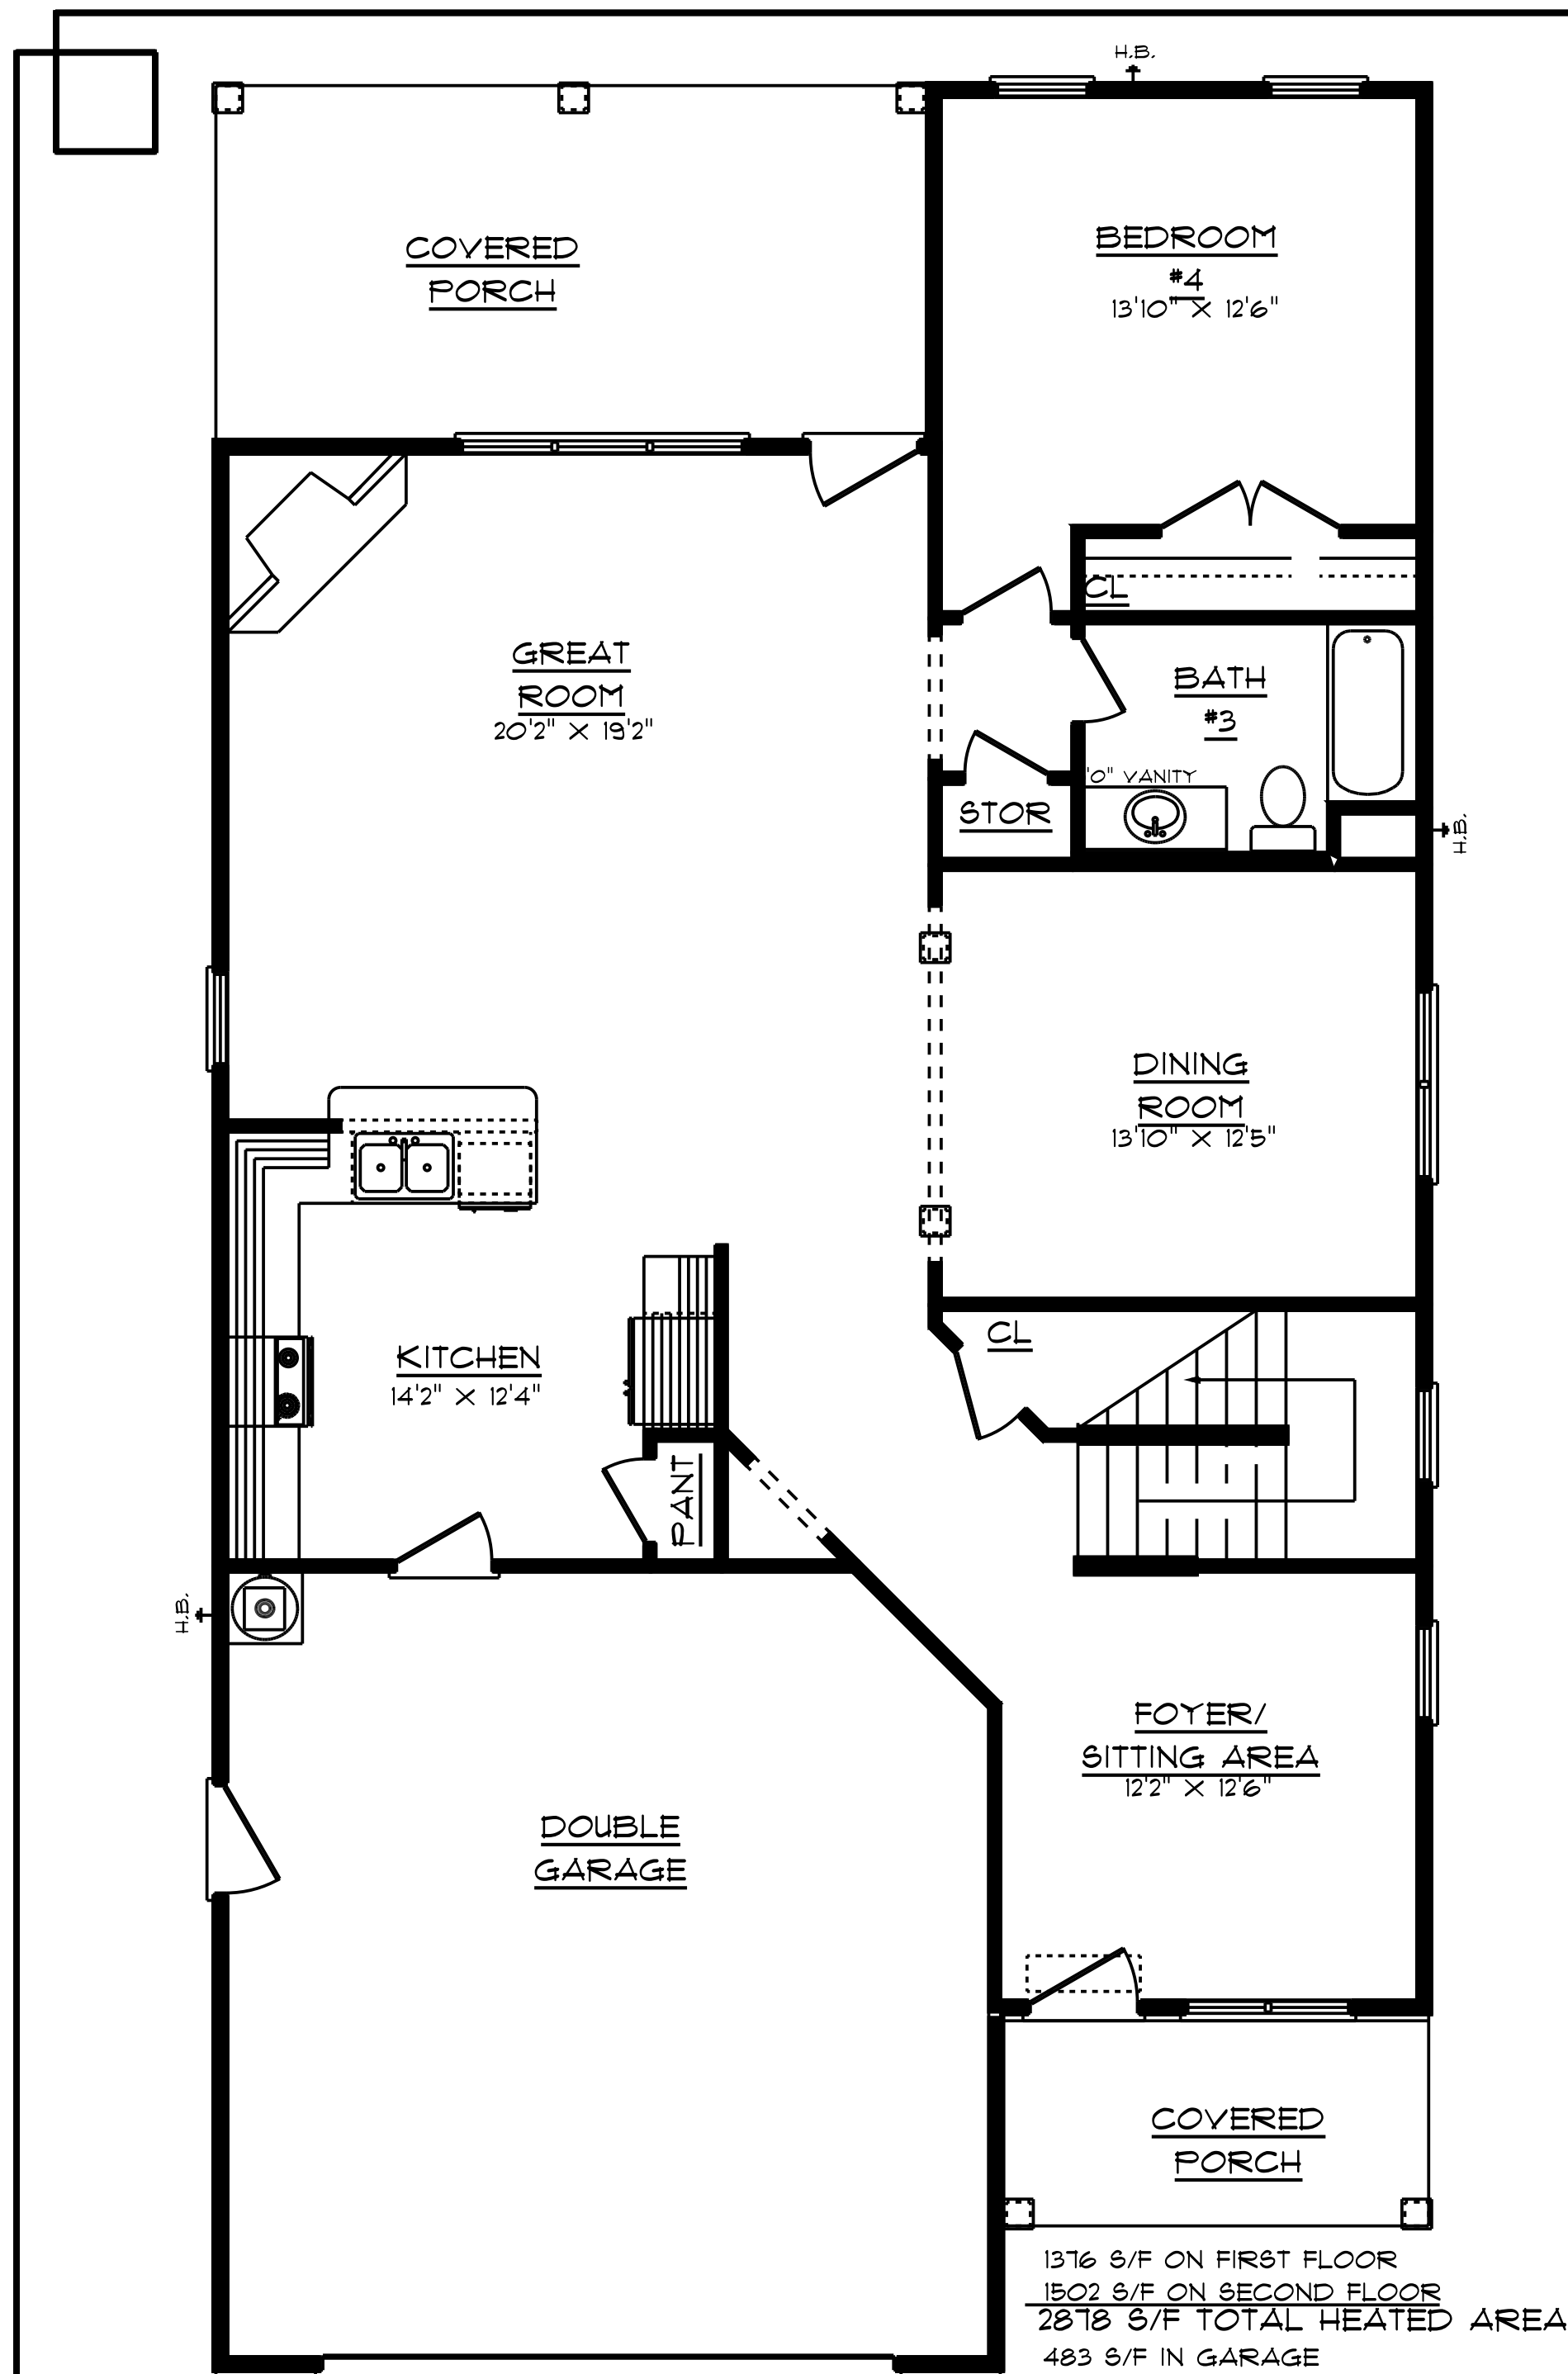 H.B.
COVERED
PORCH
BEDROOM
#4
13'10" X 12'6"
CL
GREAT
ROOM
20'2" X 19'2"
BATH
#3
'0" VANITY
STOR
H.B.
DINING
ROOM
13'10" X 12'5"
CL
KITCHEN
14'2" X 12'4"
PANT
H.B.
FOYER/
SITTING AREA
12'2" X 12'6"
DOUBLE
GARAGE
COVERED
PORCH
1376 S/F ON FIRST FLOOR
1502 S/F ON SECOND FLOOR
2878 S/F TOTAL HEATED AREA
483 S/F IN GARAGE